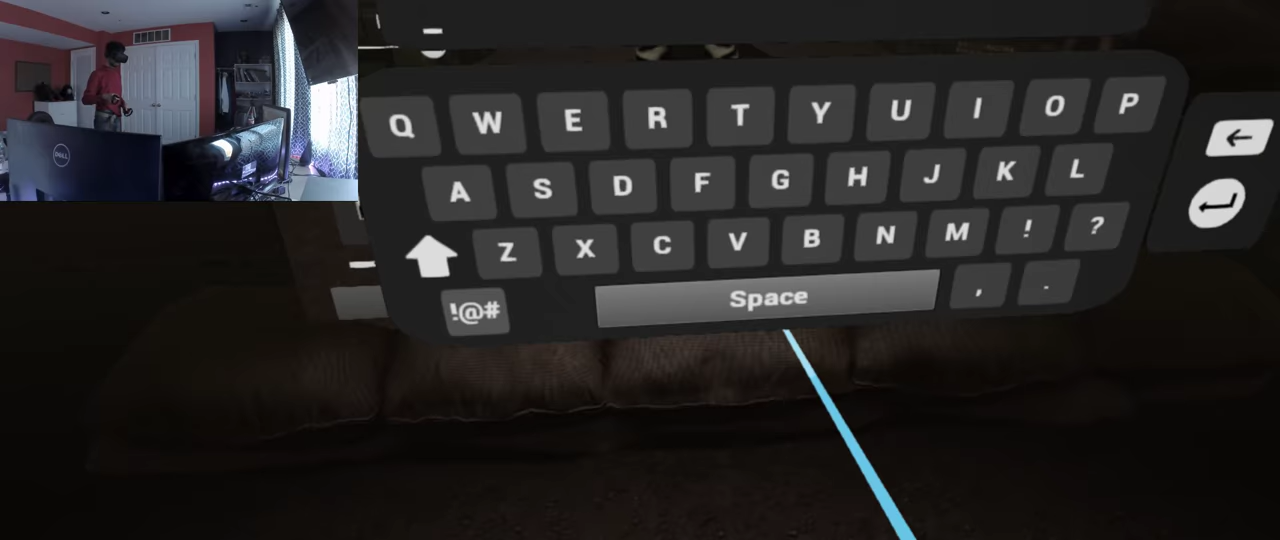 DELL
Q W E R T Y U I O P
A S D F G H J K L
Z X C V B N M ! ?
!@# Space , .